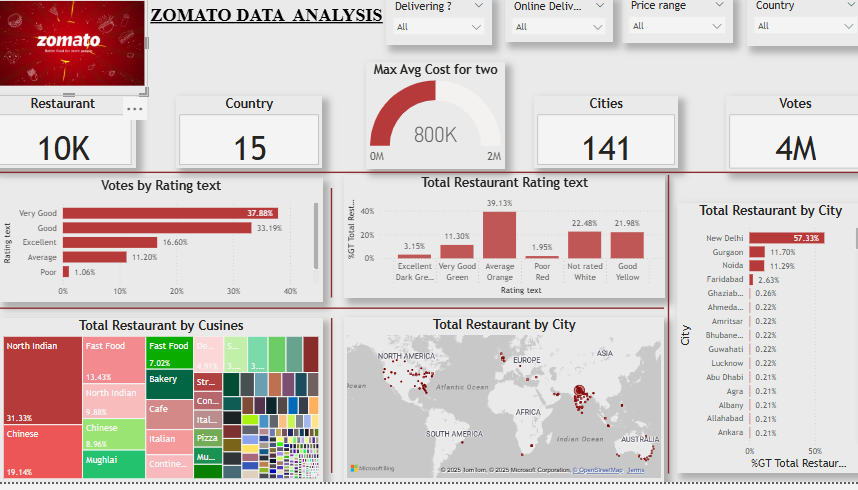 zomato
ZOMATO DATA ANALYSIS
Delivering ?
All
Online Deliv...
All
Price range
All
Country
All
Restaurant
10K
Country
15
Max Avg Cost for two
800K
0M
2M
Cities
141
Votes
4M
Votes by Rating text
Rating text
Very Good
37.88%
Good
33.19%
Excellent
16.60%
Average
11.20%
Poor
1.06%
0%
10%
20%
30%
40%
Total Restaurant Rating text
%GT Total Rest...
40%
20%
0%
3.15%
11.30%
39.13%
1.95%
22.48%
21.98%
Excellent
Dark Gre...
Very Good
Green
Average
Orange
Poor
Red
Not rated
White
Good
Yellow
Rating text
Total Restaurant by City
City
New Delhi
57.33%
Gurgaon
11.70%
Noida
11.29%
Faridabad
2.63%
Ghaziab...
0.26%
Ahmeda...
0.22%
Amritsar
0.22%
Bhubane...
0.22%
Guwahati
0.22%
Lucknow
0.22%
Abu Dhabi
0.21%
Agra
0.21%
Albany
0.21%
Allahabad
0.21%
Ankara
0.21%
0%
50%
%GT Total Restaur...
Total Restaurant by Cusines
North Indian
31.33%
Chinese
19.14%
Fast Food
13.43%
North Indian
9.88%
Chinese
8.96%
Mughlai
Fast Food
7.02%
Bakery
Cafe
Italian
Contine...
Str...
Con...
Ital...
Pizza
Mu...
S...
3....
Total Restaurant by City
NORTH AMERICA
EUROPE
ASIA
Ocean
Atlantic Ocean
AFRICA
SOUTH AMERICA
Indian Ocean
AUSTRALIA
Microsoft Bing
© 2025 TomTom, © 2025 Microsoft Corporation, © OpenStreetMap Terms